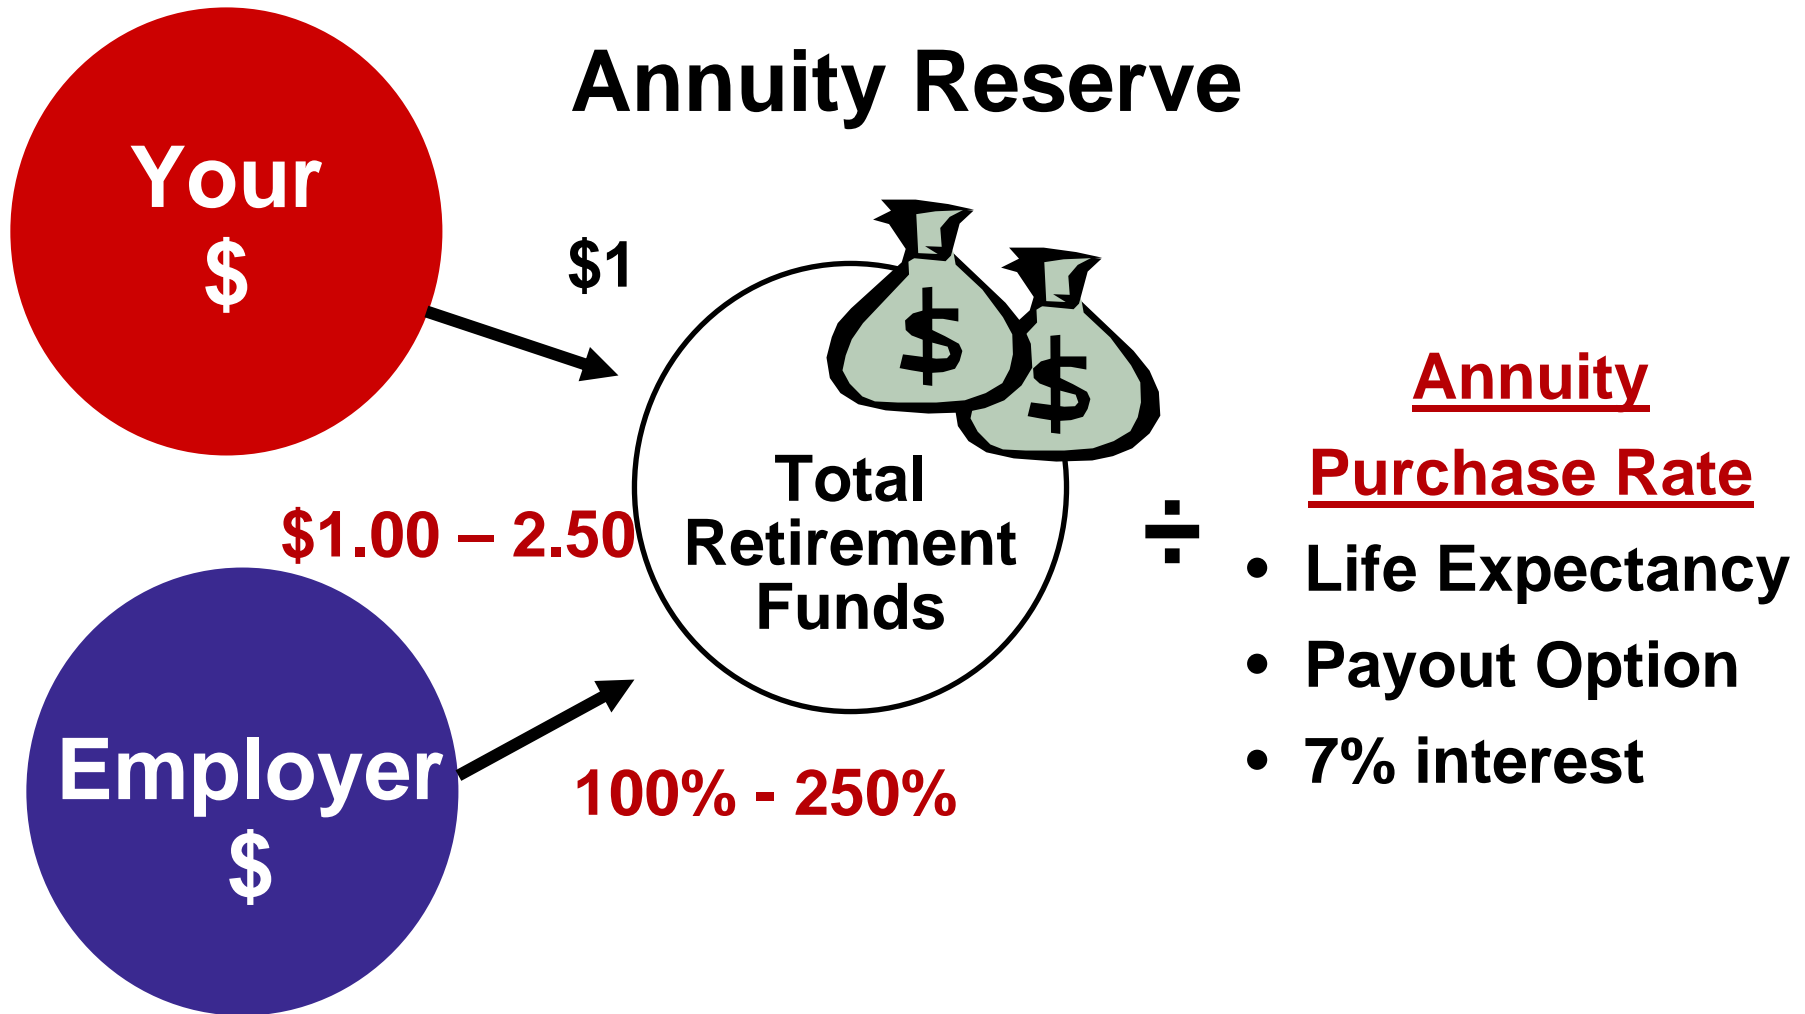 Annuity Reserve
Your
$
$1
$
$
Total
Retirement
Funds
$1.00 – 2.50
Employer
$
100% - 250%
÷
Annuity
Purchase Rate
• Life Expectancy
• Payout Option
• 7% interest